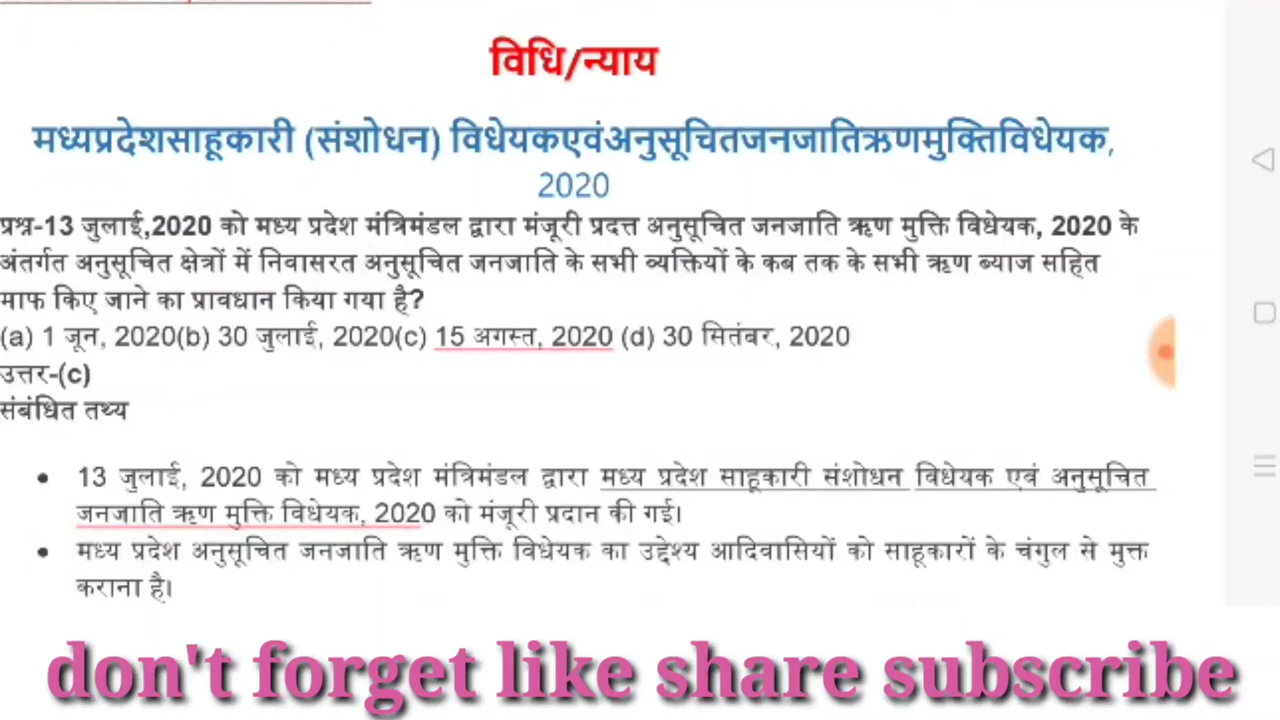 विधि/न्याय
मध्यप्रदेशसाहूकारी (संशोधन) विधेयकएवंअनुसूचितजनजातिऋणमुक्तिविधेयक,
2020
प्रश्न-13 जुलाई,2020 को मध्य प्रदेश मंत्रिमंडल द्वारा मंजूरी प्रदत्त अनुसूचित जनजाति ऋण मुक्ति विधेयक, 2020 के
अंतर्गत अनुसूचित क्षेत्रों में निवासरत अनुसूचित जनजाति के सभी व्यक्तियों के कब तक के सभी ऋण ब्याज सहित
माफ किए जाने का प्रावधान किया गया है?
(a) 1 जून, 2020(b) 30 जुलाई, 2020(c) 15 अगस्त, 2020 (d) 30 सितंबर, 2020
उत्तर-(c)
संबंधित तथ्य
• 13 जुलाई, 2020 को मध्य प्रदेश मंत्रिमंडल द्वारा मध्य प्रदेश साहूकारी संशोधन विधेयक एवं अनुसूचित
जनजाति ऋण मुक्ति विधेयक, 2020 को मंजूरी प्रदान की गई।
• मध्य प्रदेश अनुसूचित जनजाति ऋण मुक्ति विधेयक का उद्देश्य आदिवासियों को साहूकारों के चंगुल से मुक्त
कराना है।
don't forget like share subscribe